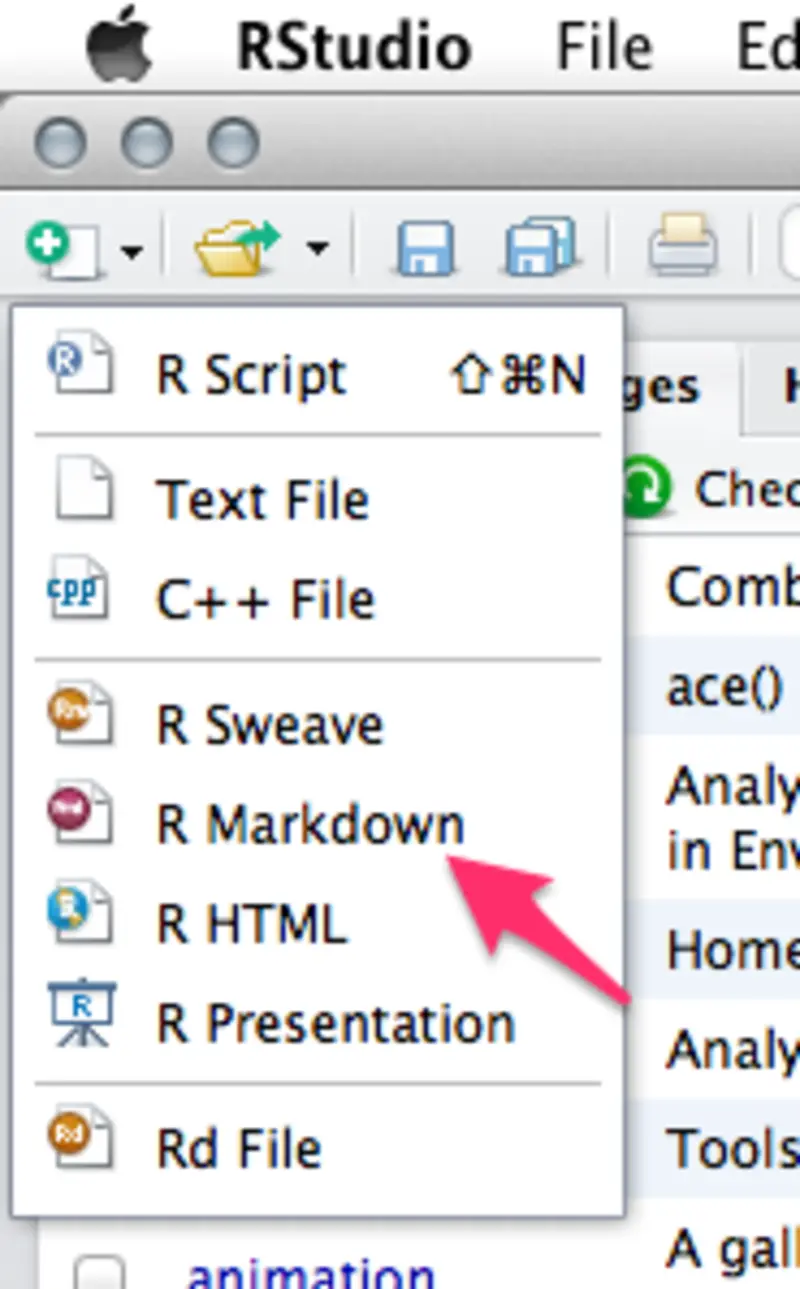 RStudio File Ed
R Script ⇧⌘N
Text File
C++ File
R Sweave
R Markdown
R HTML
R Presentation
Rd File
ges H
Chec
Comb
ace()
Analy
in Env
Home
Analy
Tools
A gall
animation
R
cpp
Rnw
R
Rd